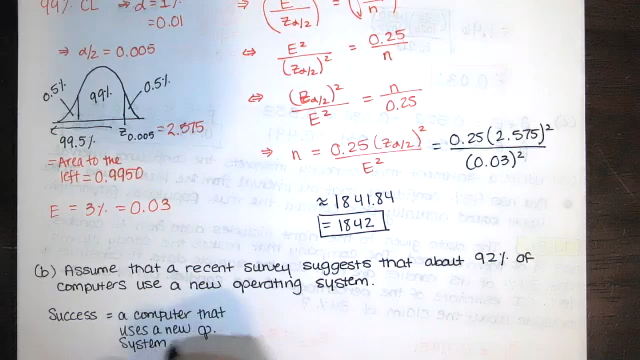 99% CL ⇒ α = 1%
= 0.01
⇒ α/2 = 0.005
0.5%
99%
0.5%
99.5%
Z0.005 = 2.575
= Area to the
left = 0.9950
E = 3% = 0.03
⇒ (E / Zα/2)² = (√ / n)²
⇔ E² / (Zα/2)² = 0.25 / n
⇔ (Zα/2)² / E² = n / 0.25
⇒ n = 0.25 (Zα/2)² / E² = 0.25 (2.575)² / (0.03)²
≈ 1841.84
= 1842
(b) Assume that a recent survey suggests that about 92% of
computers use a new operating system.
Success = a computer that
uses a new op.
System